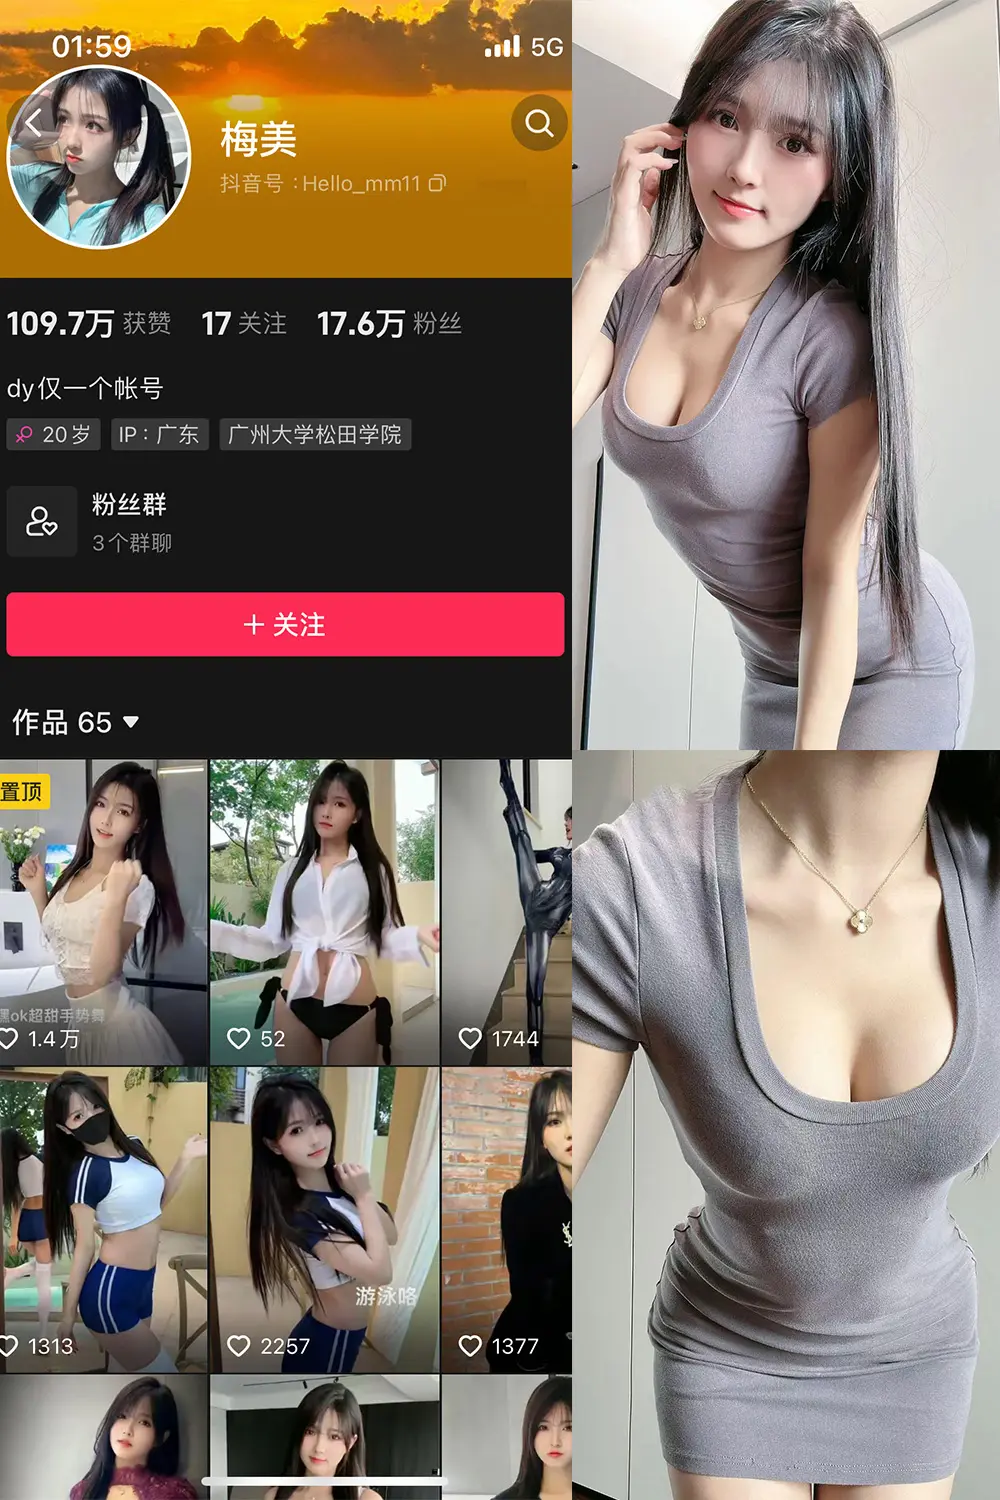 01:59
5G
梅美
抖音号：Hello_mm11
109.7万 获赞 17 关注 17.6万 粉丝
dy仅一个帐号
20岁 IP：广东 广州大学松田学院
粉丝群
3个群聊
+ 关注
作品 65
置顶
嘿ok超甜手势舞
1.4万
52
1744
游泳咯
1313
2257
1377